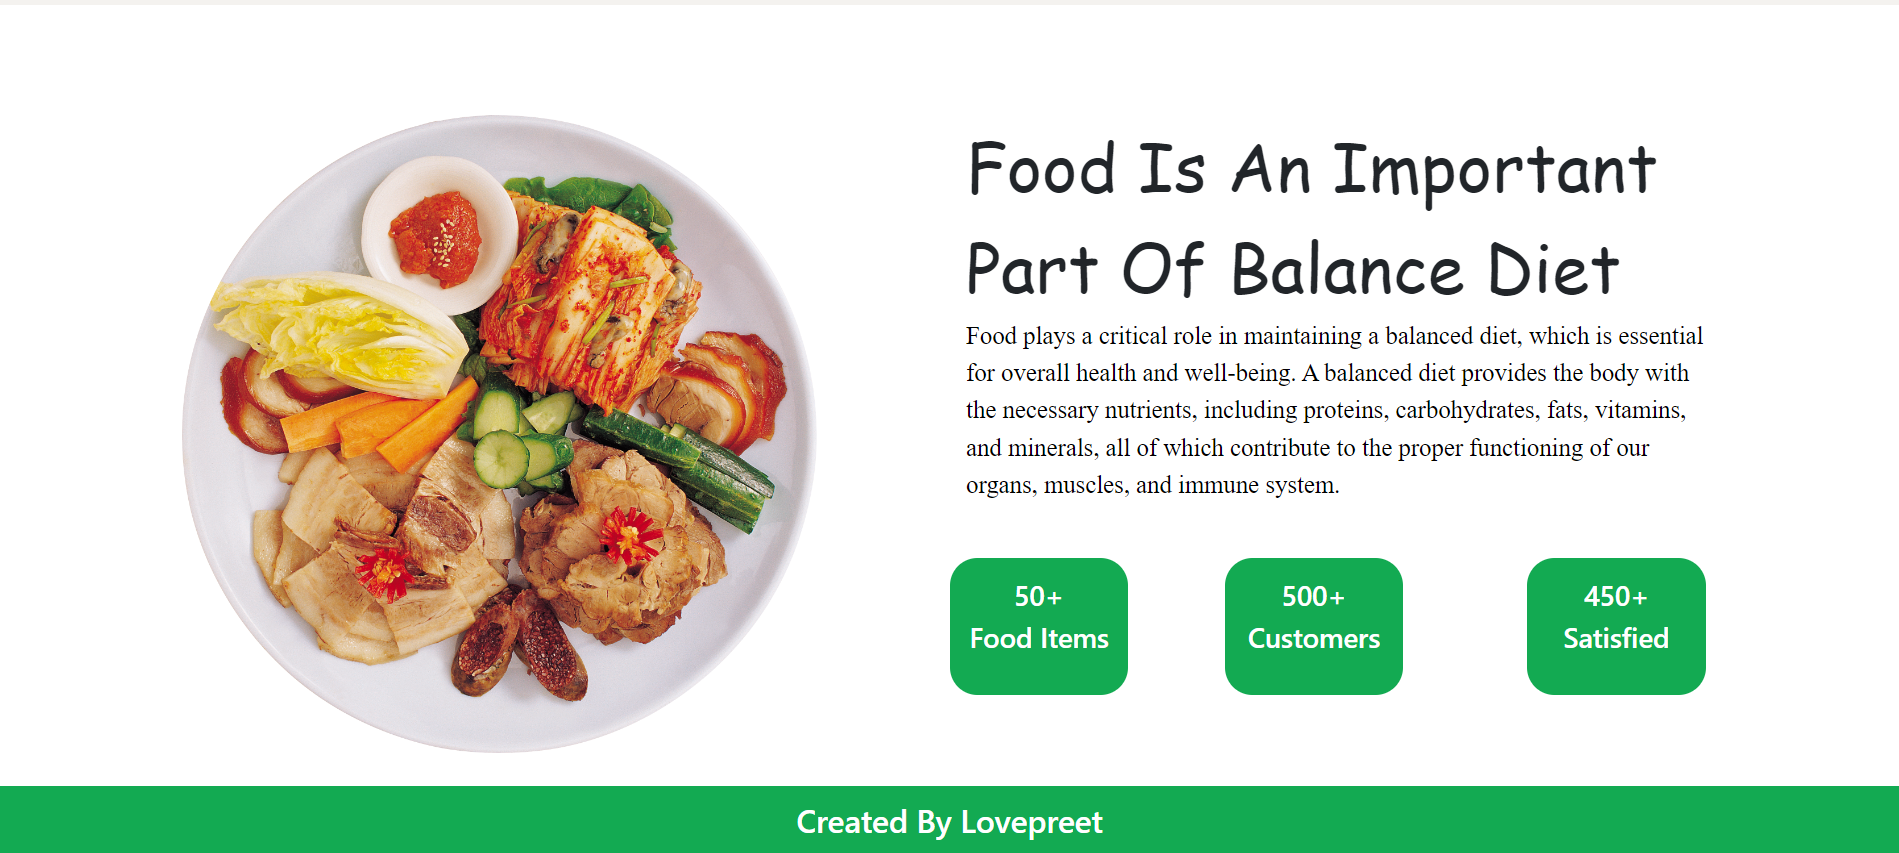 Food Is An Important
Part Of Balance Diet
Food plays a critical role in maintaining a balanced diet, which is essential
for overall health and well-being. A balanced diet provides the body with
the necessary nutrients, including proteins, carbohydrates, fats, vitamins,
and minerals, all of which contribute to the proper functioning of our
organs, muscles, and immune system.
50+
Food Items
500+
Customers
450+
Satisfied
Created By Lovepreet